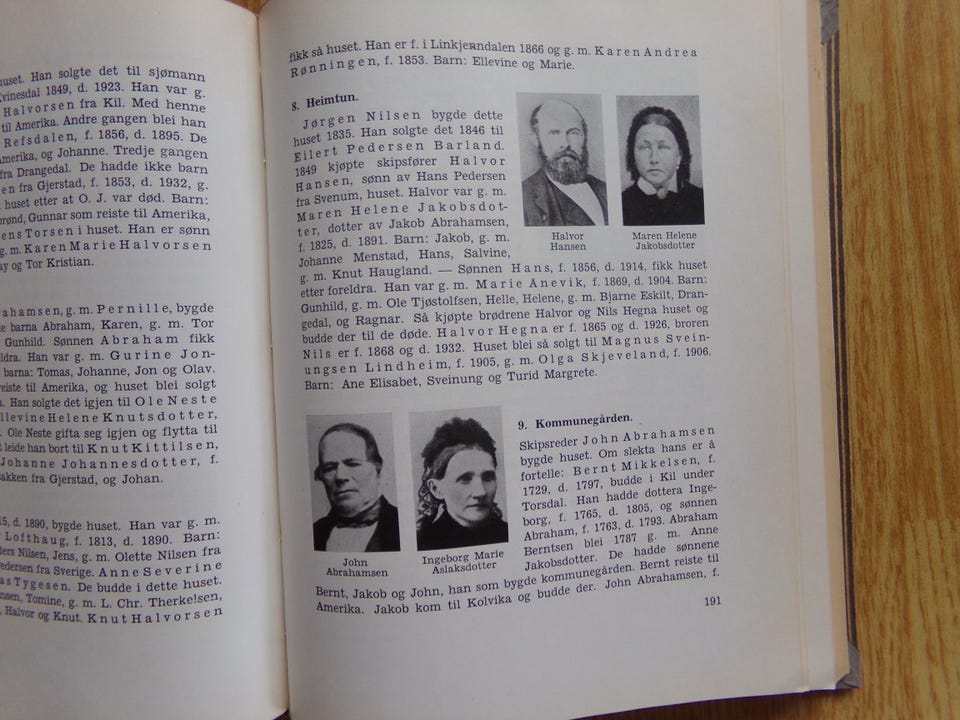 huset. Han solgte det til sjømann
Kvinesdal 1849, d. 1923. Han var g.
Halvorsen fra Kil. Med henne
til Amerika. Andre gangen blei han
Refsdalen, f. 1856, d. 1895. De
Amerika, og Johanne. Tredje gangen
fra Drangedal. De hadde ikke barn
en fra Gjerstad, f. 1853, d. 1932, g.
huset etter at O. J. var død. Barn:
Gunnar som reiste til Amerika,
ens Torsen i huset. Han er sønn
g. m. Karen Marie Halvorsen
ay og Tor Kristian.
ahamsen, g. m. Pernille, bygde
e barna Abraham, Karen, g. m. Tor
Gunhild. Sønnen Abraham fikk
eldra. Han var g. m. Gurine Jon-
barna: Tomas, Johanne, Jon og Olav.
reiste til Amerika, og huset blei solgt
Han solgte det igjen til Ole Neste
Ellevine Helene Knutsdotter,
Ole Neste gifta seg igjen og flytta til
t leide han bort til Knut Kittilsen,
Johanne Johannesdotter, f.
akken fra Gjerstad, og Johan.
15, d. 1890, bygde huset. Han var g. m.
Lofthaug, f. 1813, d. 1890. Barn:
ders Nilsen, Jens, g. m. Olette Nilsen fra
Pedersen fra Sverige. Anne Severine
as Tygesen. De budde i dette huset.
nsen, Tomine, g. m. L. Chr. Therkelsen,
Halvor og Knut. Knut Halvorsen
fikk så huset. Han er f. i Linkjendalen 1866 og g. m. Karen Andrea
Rønningen, f. 1853. Barn: Ellevine og Marie.
8. Heimtun.
Jørgen Nilsen bygde dette
huset 1835. Han solgte det 1846 til
Eilert Pedersen Barland.
1849 kjøpte skipsfører Halvor
Hansen, sønn av Hans Pedersen
fra Svenum, huset. Halvor var g. m.
Maren Helene Jakobsdot-
ter, dotter av Jakob Abrahamsen,
f. 1825, d. 1891. Barn: Jakob, g. m.
Johanne Menstad, Hans, Salvine,
g. m. Knut Haugland. — Sønnen Hans, f. 1856, d. 1914, fikk huset
etter foreldra. Han var g. m. Marie Anevik, f. 1869, d. 1904. Barn:
Gunhild, g. m. Ole Tjøstolfsen, Helle, Helene, g. m. Bjarne Eskilt, Dran-
gedal, og Ragnar. Så kjøpte brødrene Halvor og Nils Hegna huset og
budde der til de døde. Halvor Hegna er f. 1865 og d. 1926, broren
Nils er f. 1868 og d. 1932. Huset blei så solgt til Magnus Svein-
ungsen Lindheim, f. 1905, g. m. Olga Skjeveland, f. 1906.
Barn: Ane Elisabet, Sveinung og Turid Margrete.
Halvor
Hansen
Maren Helene
Jakobsdotter
9. Kommunegården.
Skipsreder John Abrahamsen
bygde huset. Om slekta hans er å
fortelle: Bernt Mikkelsen, f.
1729, d. 1797, budde i Kil under
Torsdal. Han hadde dottera Inge-
borg, f. 1765, d. 1805, og sønnen
Abraham, f. 1763, d. 1793. Abraham
Berntsen blei 1787 g. m. Anne
Jakobsdotter. De hadde sønnene
John
Abrahamsen
Ingeborg Marie
Aslaksdotter
Bernt, Jakob og John, han som bygde kommunegården. Bernt reiste til
Amerika. Jakob kom til Kolvika og budde der. John Abrahamsen, f.
191